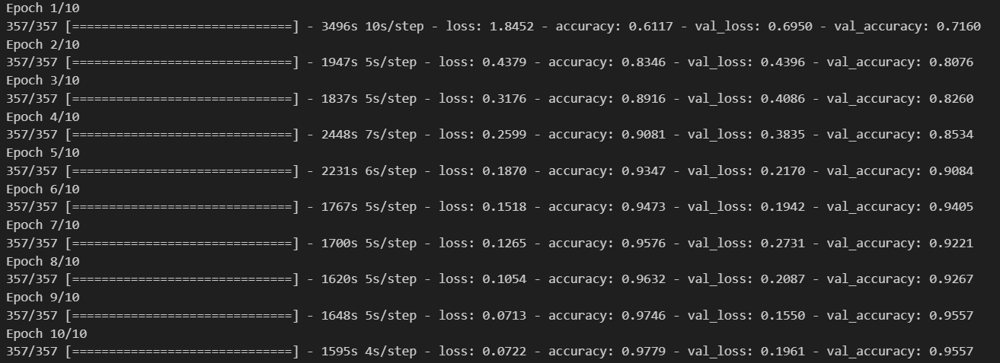 Epoch 1/10
357/357 [==============================] - 3496s 10s/step - loss: 1.8452 - accuracy: 0.6117 - val_loss: 0.6950 - val_accuracy: 0.7160
Epoch 2/10
357/357 [==============================] - 1947s 5s/step - loss: 0.4379 - accuracy: 0.8346 - val_loss: 0.4396 - val_accuracy: 0.8076
Epoch 3/10
357/357 [==============================] - 1837s 5s/step - loss: 0.3176 - accuracy: 0.8916 - val_loss: 0.4086 - val_accuracy: 0.8260
Epoch 4/10
357/357 [==============================] - 2448s 7s/step - loss: 0.2599 - accuracy: 0.9081 - val_loss: 0.3835 - val_accuracy: 0.8534
Epoch 5/10
357/357 [==============================] - 2231s 6s/step - loss: 0.1870 - accuracy: 0.9347 - val_loss: 0.2170 - val_accuracy: 0.9084
Epoch 6/10
357/357 [==============================] - 1767s 5s/step - loss: 0.1518 - accuracy: 0.9473 - val_loss: 0.1942 - val_accuracy: 0.9405
Epoch 7/10
357/357 [==============================] - 1700s 5s/step - loss: 0.1265 - accuracy: 0.9576 - val_loss: 0.2731 - val_accuracy: 0.9221
Epoch 8/10
357/357 [==============================] - 1620s 5s/step - loss: 0.1054 - accuracy: 0.9632 - val_loss: 0.2087 - val_accuracy: 0.9267
Epoch 9/10
357/357 [==============================] - 1648s 5s/step - loss: 0.0713 - accuracy: 0.9746 - val_loss: 0.1550 - val_accuracy: 0.9557
Epoch 10/10
357/357 [==============================] - 1595s 4s/step - loss: 0.0722 - accuracy: 0.9779 - val_loss: 0.1961 - val_accuracy: 0.9557